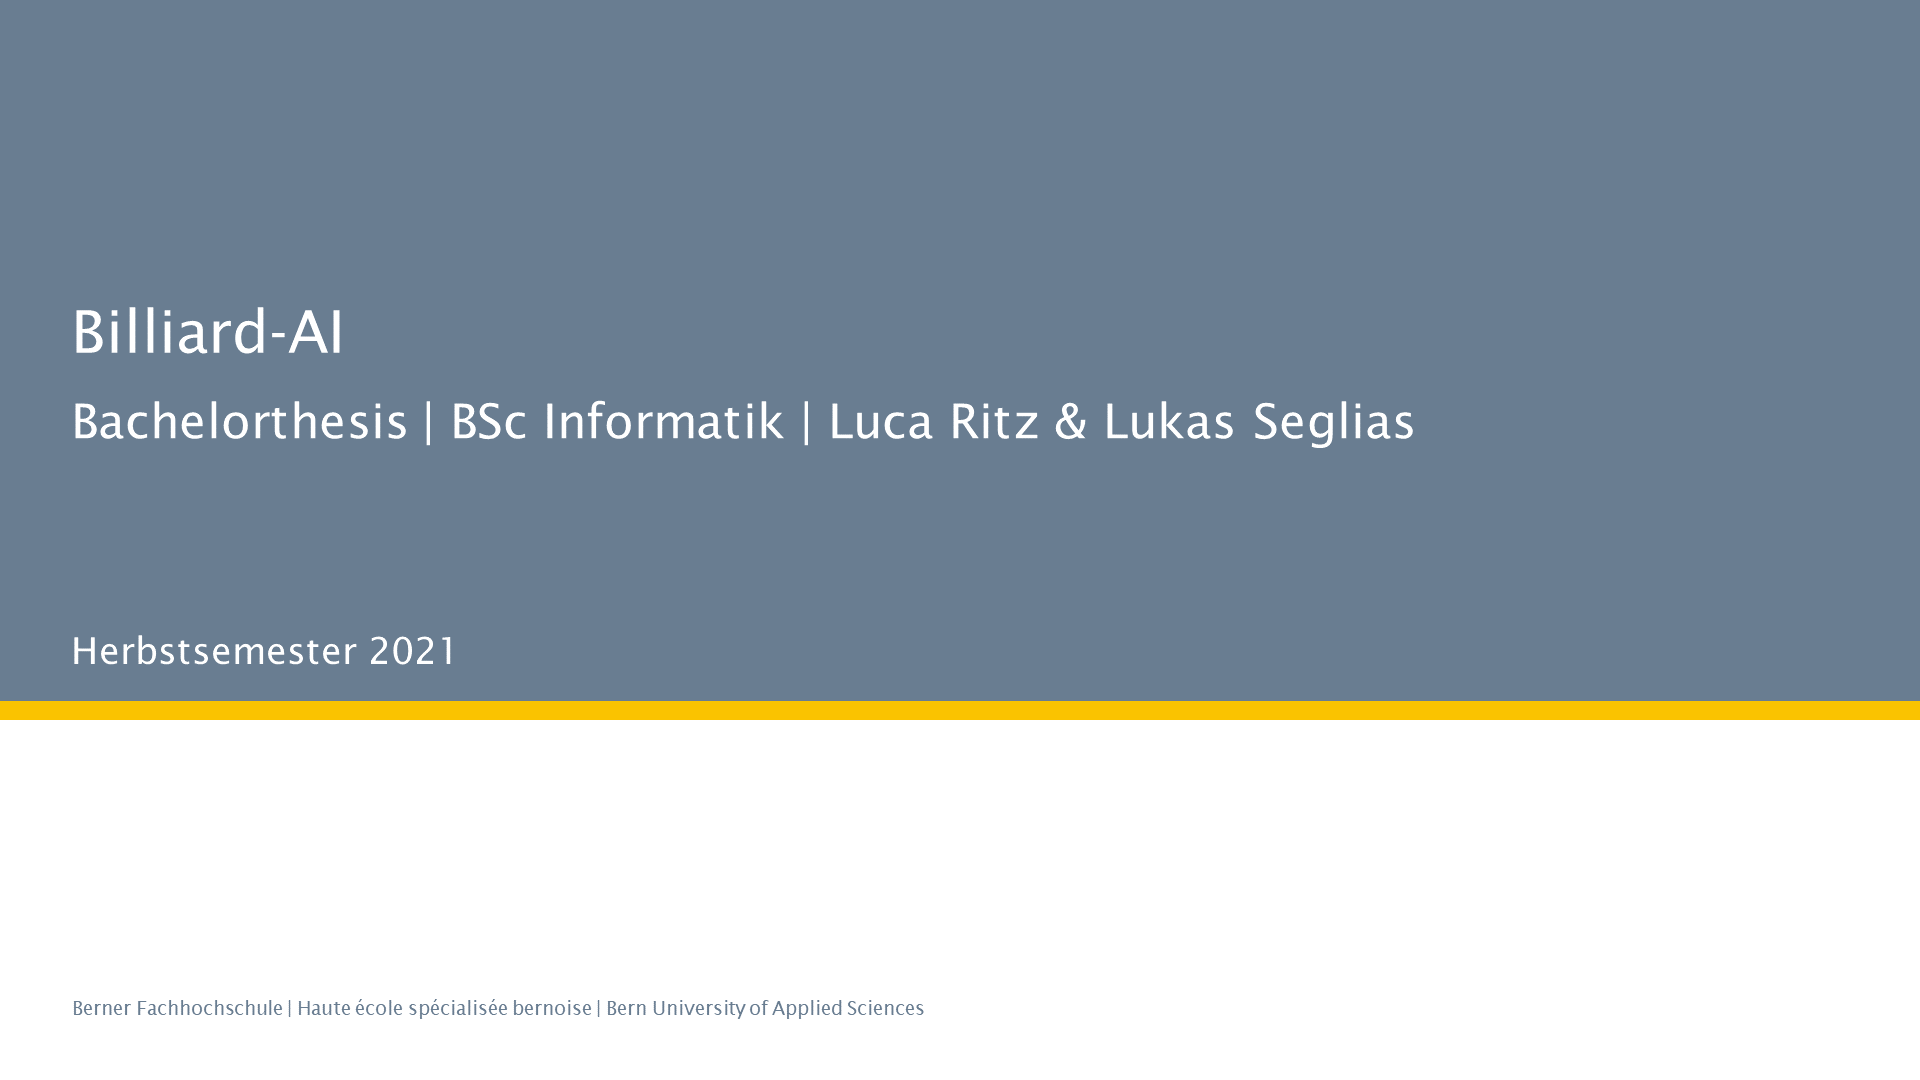 Billiard-AI
Bachelorthesis | BSc Informatik | Luca Ritz & Lukas Seglias
Herbstsemester 2021
Berner Fachhochschule | Haute école spécialisée bernoise | Bern University of Applied Sciences